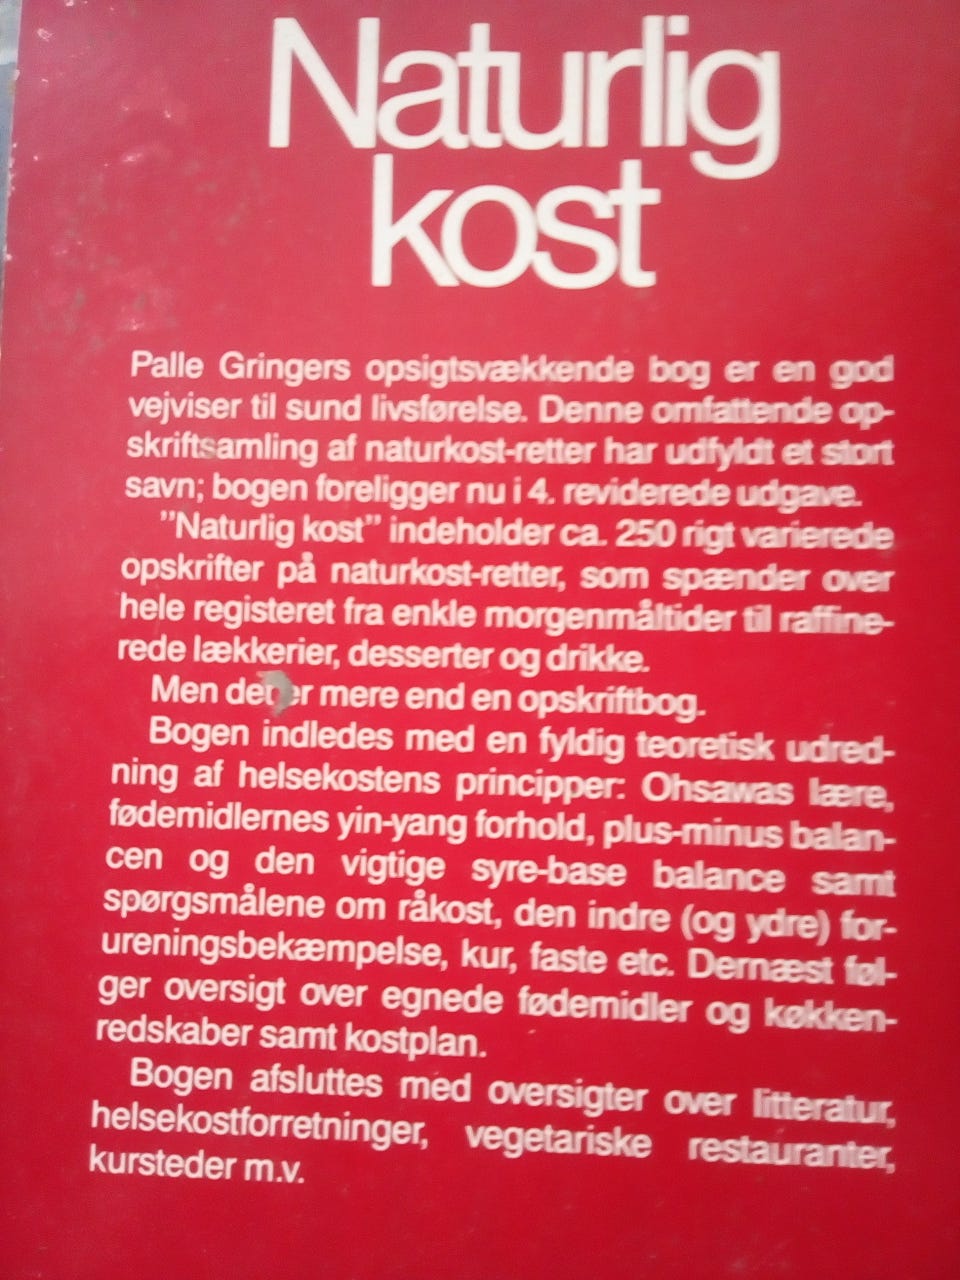 Naturlig
kost
Palle Gringers opsigtsvækkende bog er en god
vejviser til sund livsførelse. Denne omfattende op-
skriftsamling af naturkost-retter har udfyldt et stort
savn; bogen foreligger nu i 4. reviderede udgave.
”Naturlig kost” indeholder ca. 250 rigt varierede
opskrifter på naturkost-retter, som spænder over
hele registeret fra enkle morgenmåltider til raffine-
rede lækkerier, desserter og drikke.
Men det er mere end en opskriftbog.
Bogen indledes med en fyldig teoretisk udred-
ning af helsekostens principper: Ohsawas lære,
fødemidlernes yin-yang forhold, plus-minus balan-
cen og den vigtige syre-base balance samt
spørgsmålene om råkost, den indre (og ydre) for-
ureningsbekæmpelse, kur, faste etc. Dernæst føl-
ger oversigt over egnede fødemidler og køkken-
redskaber samt kostplan.
Bogen afsluttes med oversigter over litteratur,
helsekostforretninger, vegetariske restauranter,
kursteder m.v.